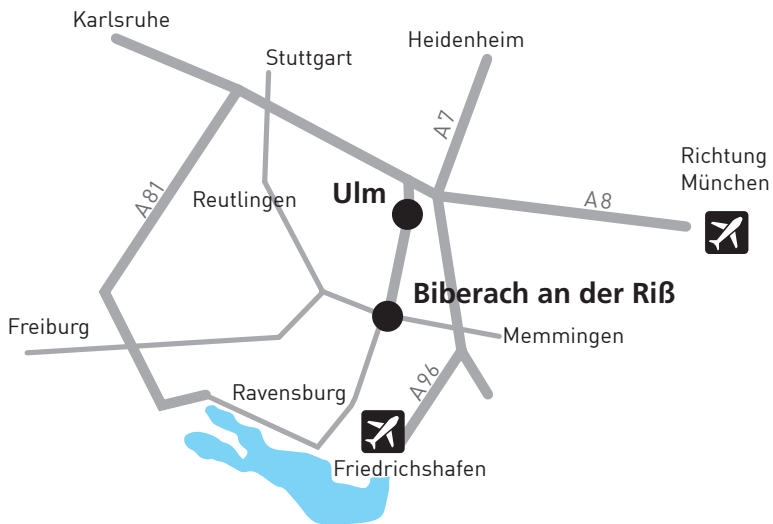 Karlsruhe
Heidenheim
Stuttgart
A7
Richtung
München
A81
Reutlingen
Ulm
A8
Biberach an der Riß
Freiburg
Memmingen
Ravensburg
A96
Friedrichshafen